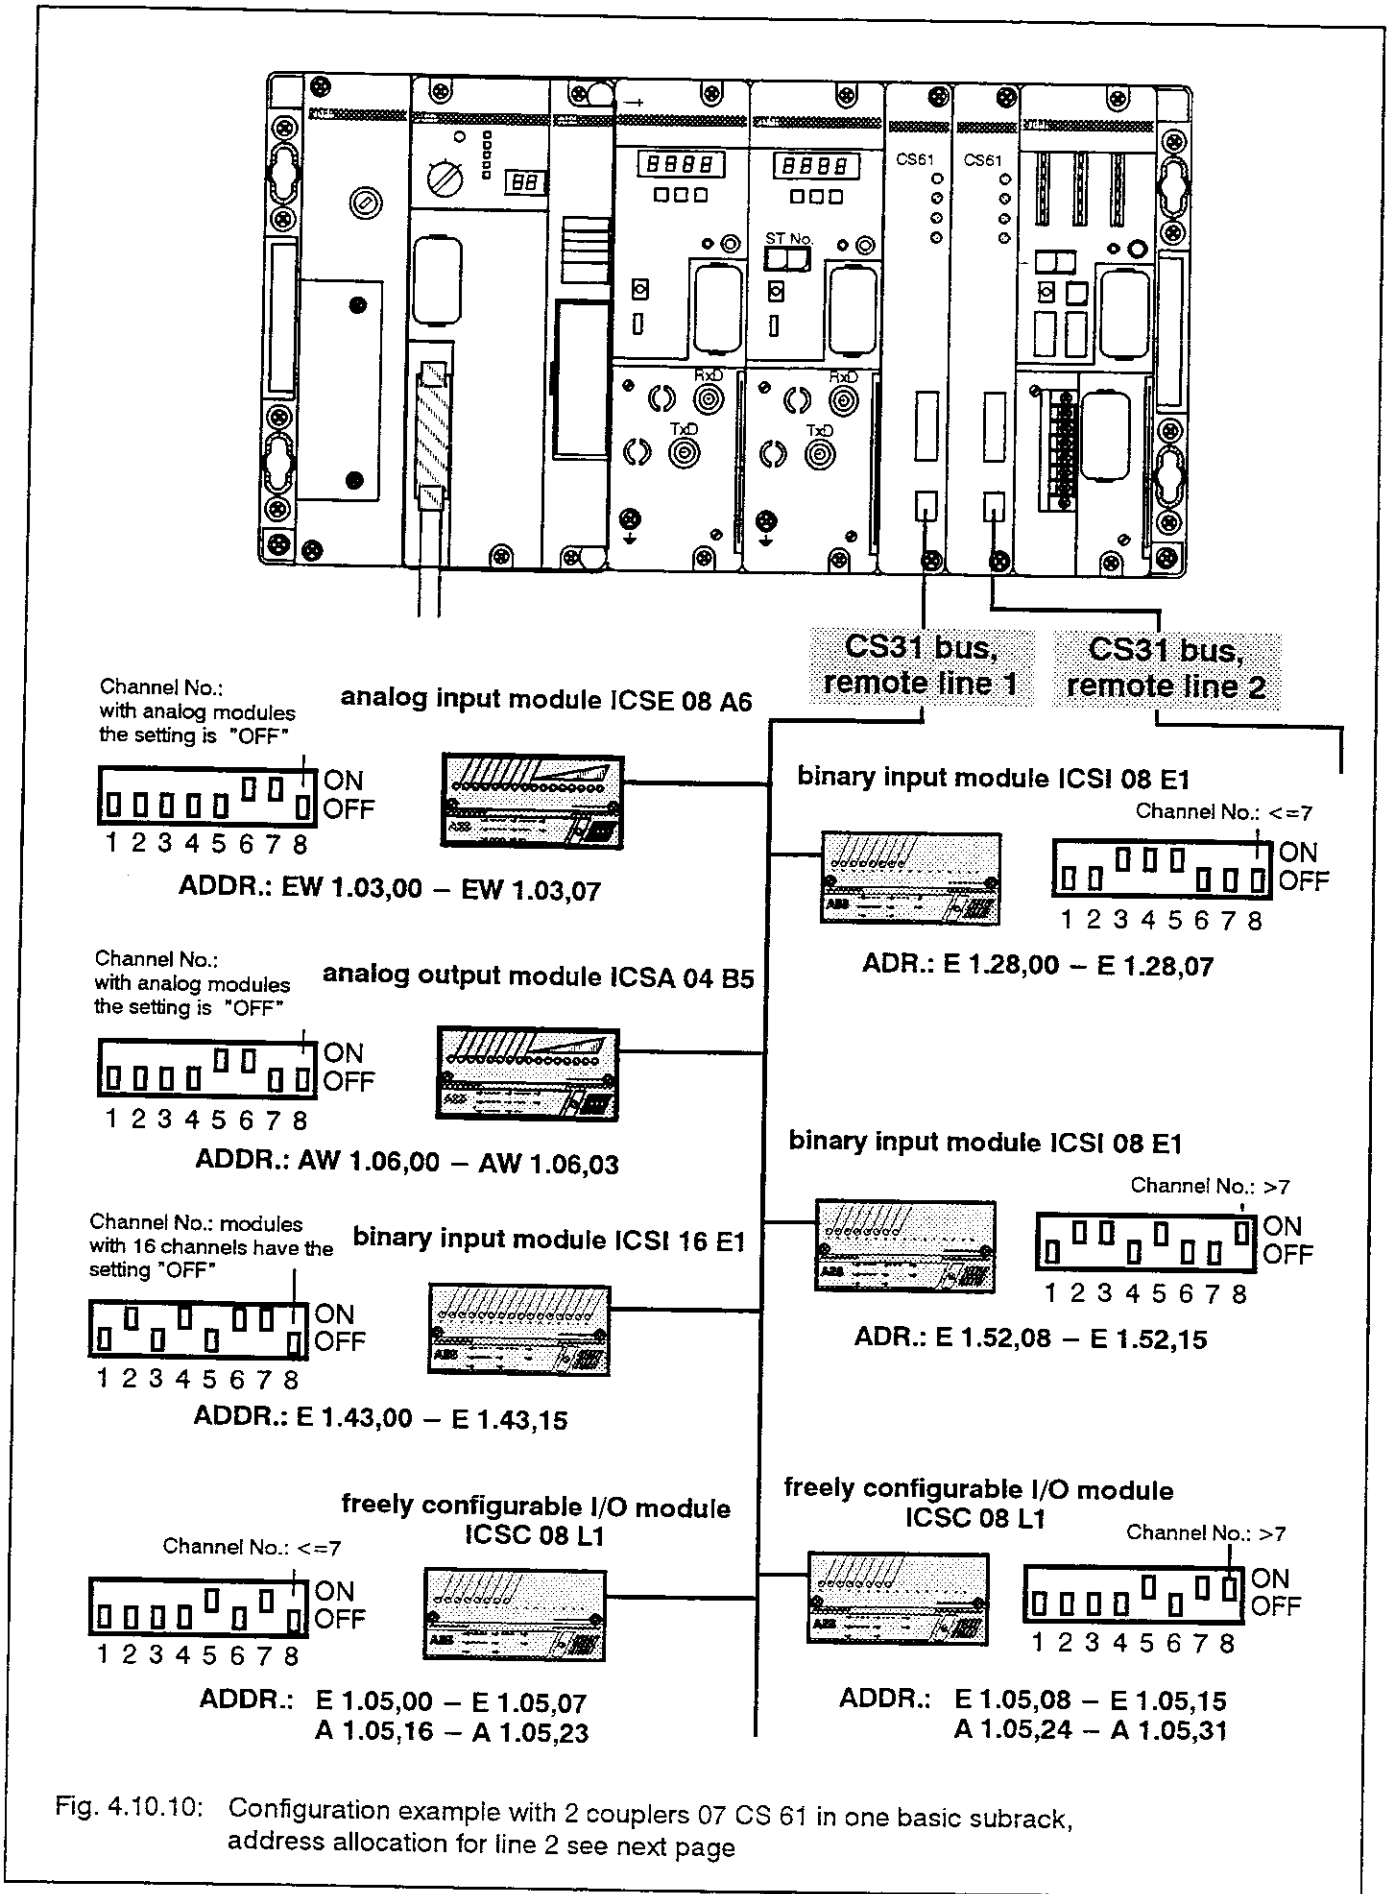 CS61
CS61
ST No.
RxD
TxD
RxD
TxD
CS31 bus,
remote line 1
CS31 bus,
remote line 2
Channel No.:
with analog modules
the setting is "OFF"
analog input module ICSE 08 A6
ON
OFF
1 2 3 4 5 6 7 8
ABB
ADDR.: EW 1.03,00 – EW 1.03,07
binary input module ICSI 08 E1
Channel No.: <=7
ON
OFF
1 2 3 4 5 6 7 8
ABB
ADR.: E 1.28,00 – E 1.28,07
Channel No.:
with analog modules
the setting is "OFF"
analog output module ICSA 04 B5
ON
OFF
1 2 3 4 5 6 7 8
ABB
ADDR.: AW 1.06,00 – AW 1.06,03
binary input module ICSI 08 E1
Channel No.: >7
ON
OFF
1 2 3 4 5 6 7 8
ABB
ADR.: E 1.52,08 – E 1.52,15
Channel No.: modules
with 16 channels have the
setting "OFF"
binary input module ICSI 16 E1
ON
OFF
1 2 3 4 5 6 7 8
ABB
ADDR.: E 1.43,00 – E 1.43,15
freely configurable I/O module
ICSC 08 L1
Channel No.: <=7
ON
OFF
1 2 3 4 5 6 7 8
ABB
ADDR.: E 1.05,00 – E 1.05,07
A 1.05,16 – A 1.05,23
freely configurable I/O module
ICSC 08 L1
Channel No.: >7
ON
OFF
1 2 3 4 5 6 7 8
ABB
ADDR.: E 1.05,08 – E 1.05,15
A 1.05,24 – A 1.05,31
Fig. 4.10.10: Configuration example with 2 couplers 07 CS 61 in one basic subrack,
address allocation for line 2 see next page